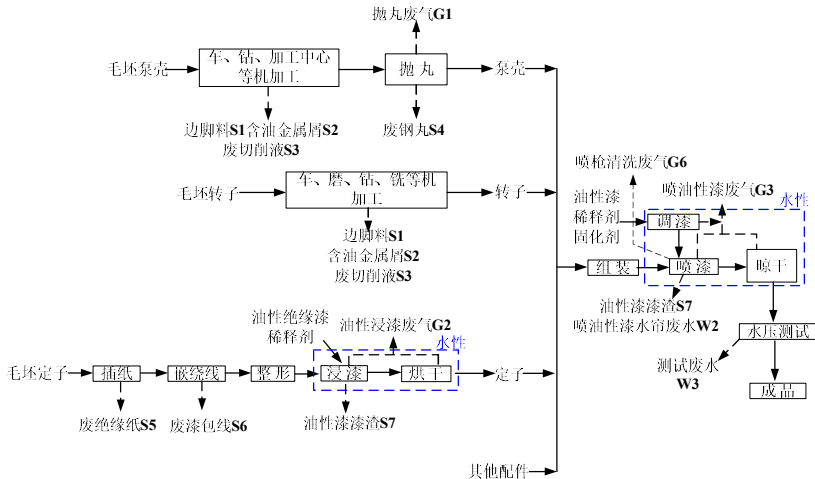 抛丸废气G1
毛坯泵壳
车、钻、加工中心
等机加工
抛 丸
泵壳
边脚料S1含油金属屑S2
废切削液S3
废钢丸S4
毛坯转子
车、磨、钻、铣等机
加工
转子
边脚料S1
含油金属屑S2
废切削液S3
喷枪清洗废气G6
喷油性漆废气G3
油性漆
稀释剂
固化剂
水性
调 漆
组装
喷 漆
晾干
油性漆漆渣S7
喷油性漆水帘废水W2
水压测试
测试废水
W3
成 品
油性绝缘漆
稀释剂
油性浸漆废气G2
水性
毛坯定子
插纸
嵌绕线
整形
浸 漆
烘 干
定子
废绝缘纸S5
废漆包线S6
油性漆漆渣S7
其他配件